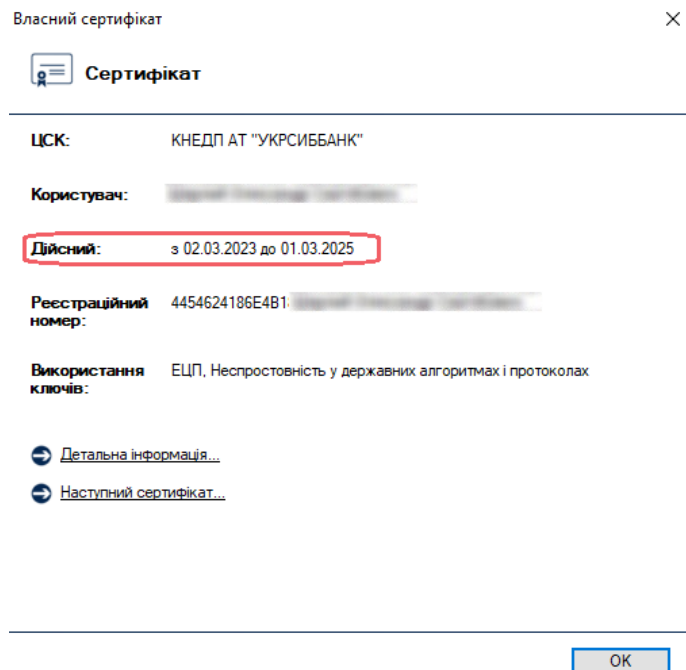 Власний сертифікат
Сертифікат
ЦСК: КНЕДП АТ "УКРСИББАНК"
Користувач:
Дійсний: з 02.03.2023 до 01.03.2025
Реєстраційний 4454624186E4B1
номер:
Використання ЕЦП, Неспростовність у державних алгоритмах і протоколах
ключів:
Детальна інформація...
Наступний сертифікат...
OK